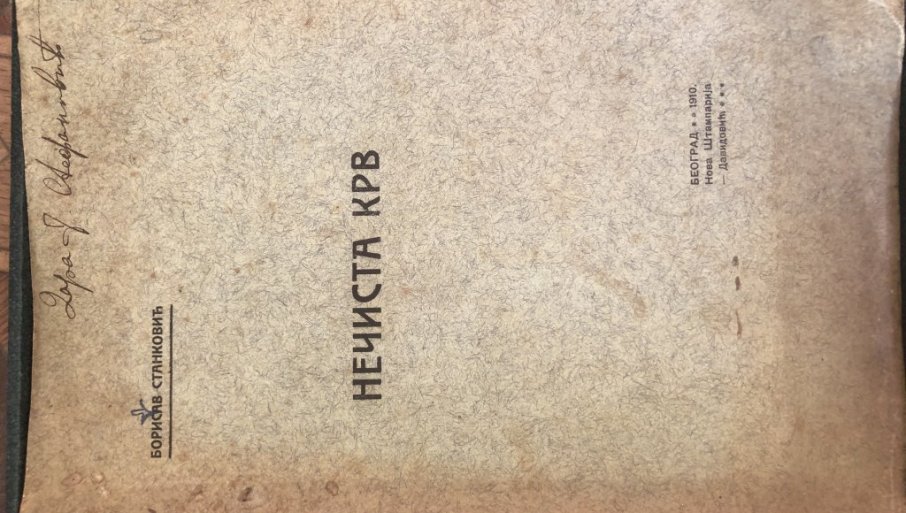 БОРИСАВ СТАНКОВИЋ
НЕЧИСТА КРВ
БЕОГРАД * * 1910.
Нова Штампарија
— Давидовић * * *